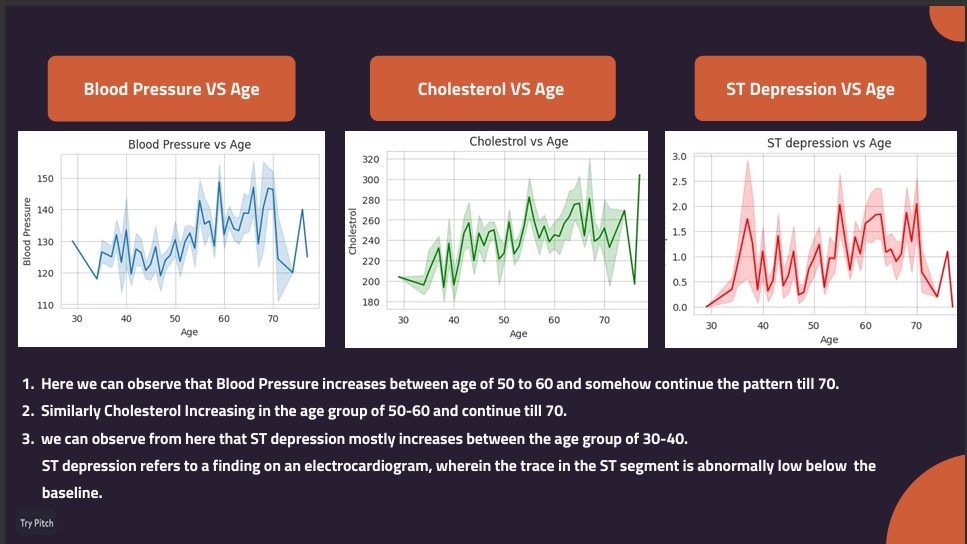 Blood Pressure VS Age
Cholesterol VS Age
ST Depression VS Age
Blood Pressure vs Age
150
140
130
120
110
Blood Pressure
30 40 50 60 70
Age
Cholestrol vs Age
320
300
280
260
240
220
200
180
Cholestrol
30 40 50 60 70
Age
ST depression vs Age
3.0
2.5
2.0
1.5
1.0
0.5
0.0
30 40 50 60 70
Age
1. Here we can observe that Blood Pressure increases between age of 50 to 60 and somehow continue the pattern till 70.
2. Similarly Cholesterol Increasing in the age group of 50-60 and continue till 70.
3. we can observe from here that ST depression mostly increases between the age group of 30-40.
ST depression refers to a finding on an electrocardiogram, wherein the trace in the ST segment is abnormally low below the
baseline.
Try Pitch